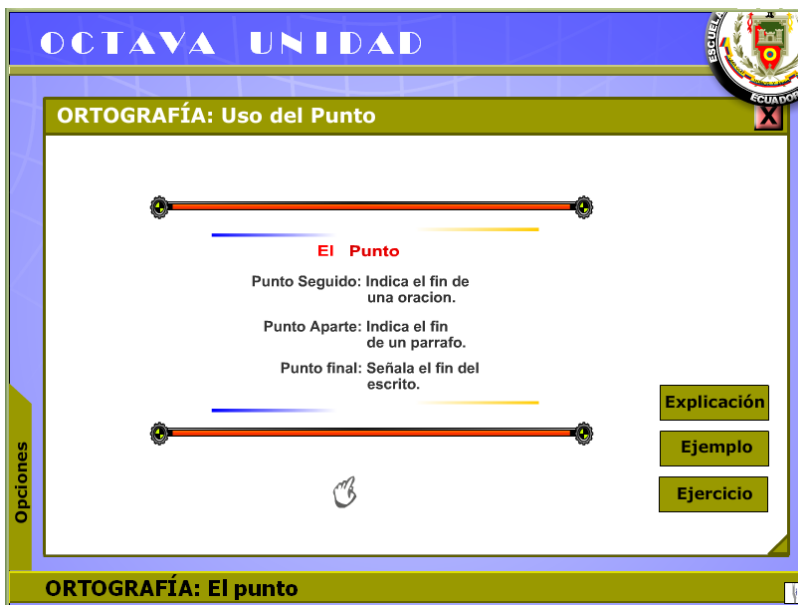 OCTAVA UNIDAD
ESCUELA
ECUADOR
ORTOGRAFÍA: Uso del Punto
X
El Punto
Punto Seguido: Indica el fin de
una oracion.
Punto Aparte: Indica el fin
de un parrafo.
Punto final: Señala el fin del
escrito.
Explicación
Ejemplo
Ejercicio
Opciones
ORTOGRAFÍA: El punto